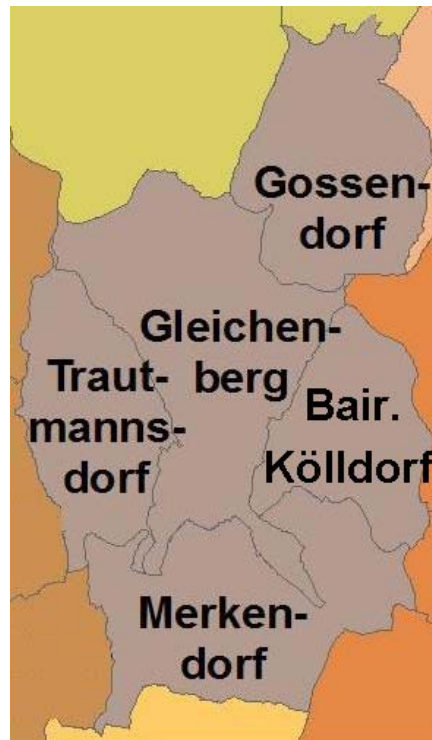 Gossen-
dorf
Gleichen-
berg
Traut-
manns-
dorf
Bair.
Kölldorf
Merken-
dorf